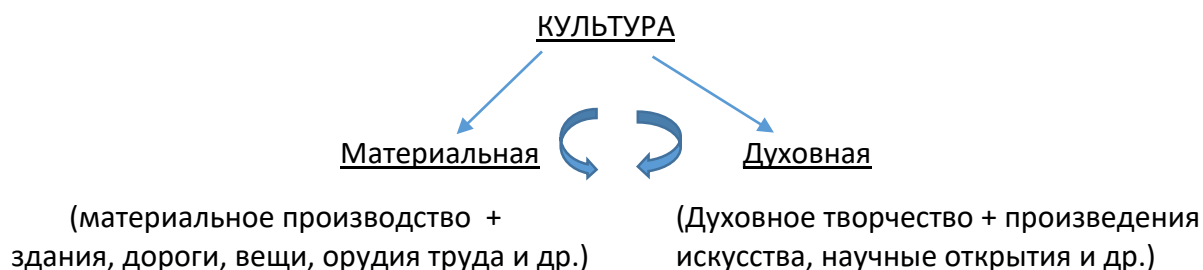 КУЛЬТУРА
Материальная
Духовная
(материальное производство +
здания, дороги, вещи, орудия труда и др.)
(Духовное творчество + произведения
искусства, научные открытия и др.)